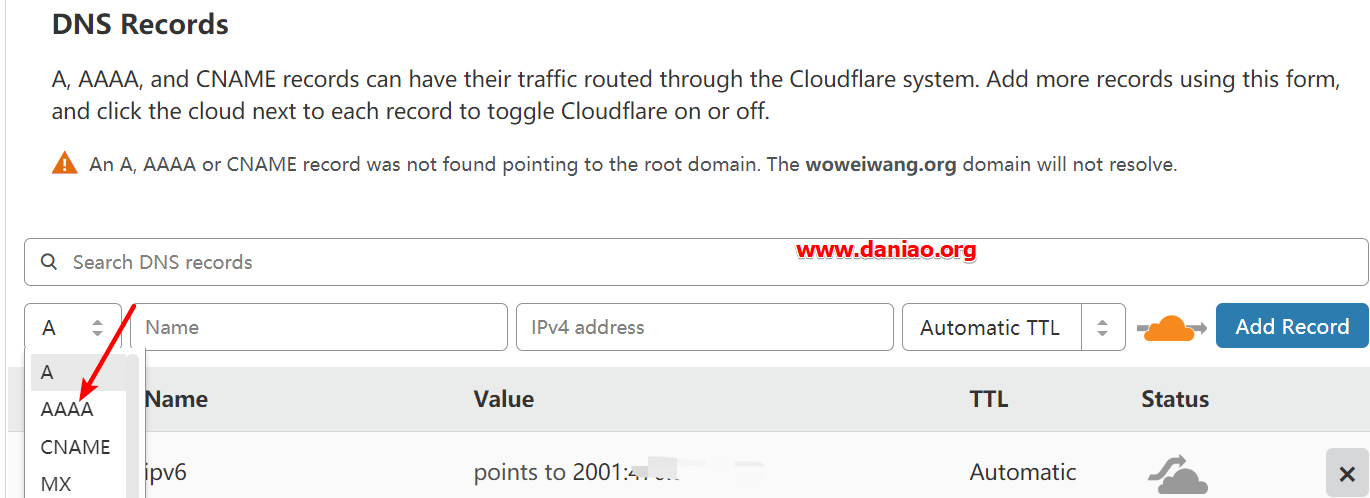 DNS Records
A, AAAA, and CNAME records can have their traffic routed through the Cloudflare system. Add more records using this form,
and click the cloud next to each record to toggle Cloudflare on or off.
An A, AAAA or CNAME record was not found pointing to the root domain. The woweiwang.org domain will not resolve.
www.daniao.org
Search DNS records
A Name IPv4 address Automatic TTL Add Record
A
AAAA
Name Value TTL Status
CNAME
ipv6 points to 2001: Automatic
MX